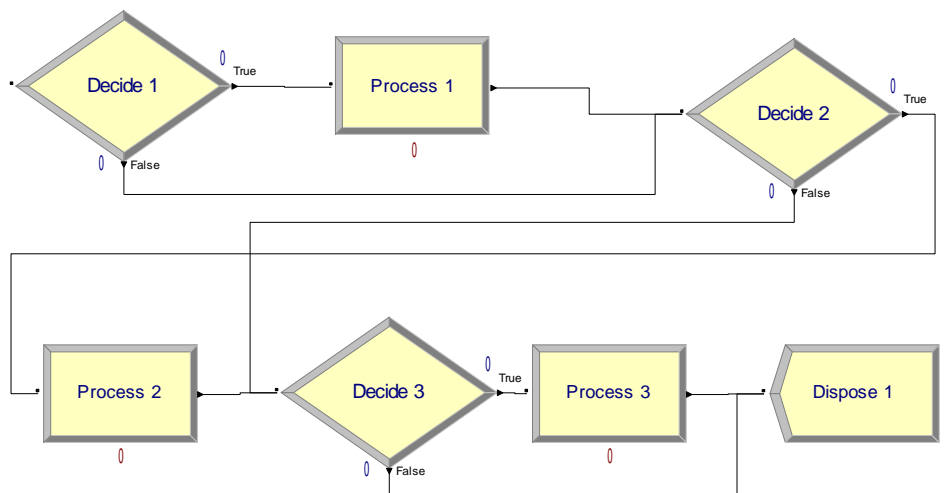 Decide 1
0
True
0
False
Process 1
0
Decide 2
0
True
0
False
Process 2
0
Decide 3
0
True
0
False
Process 3
0
Dispose 1